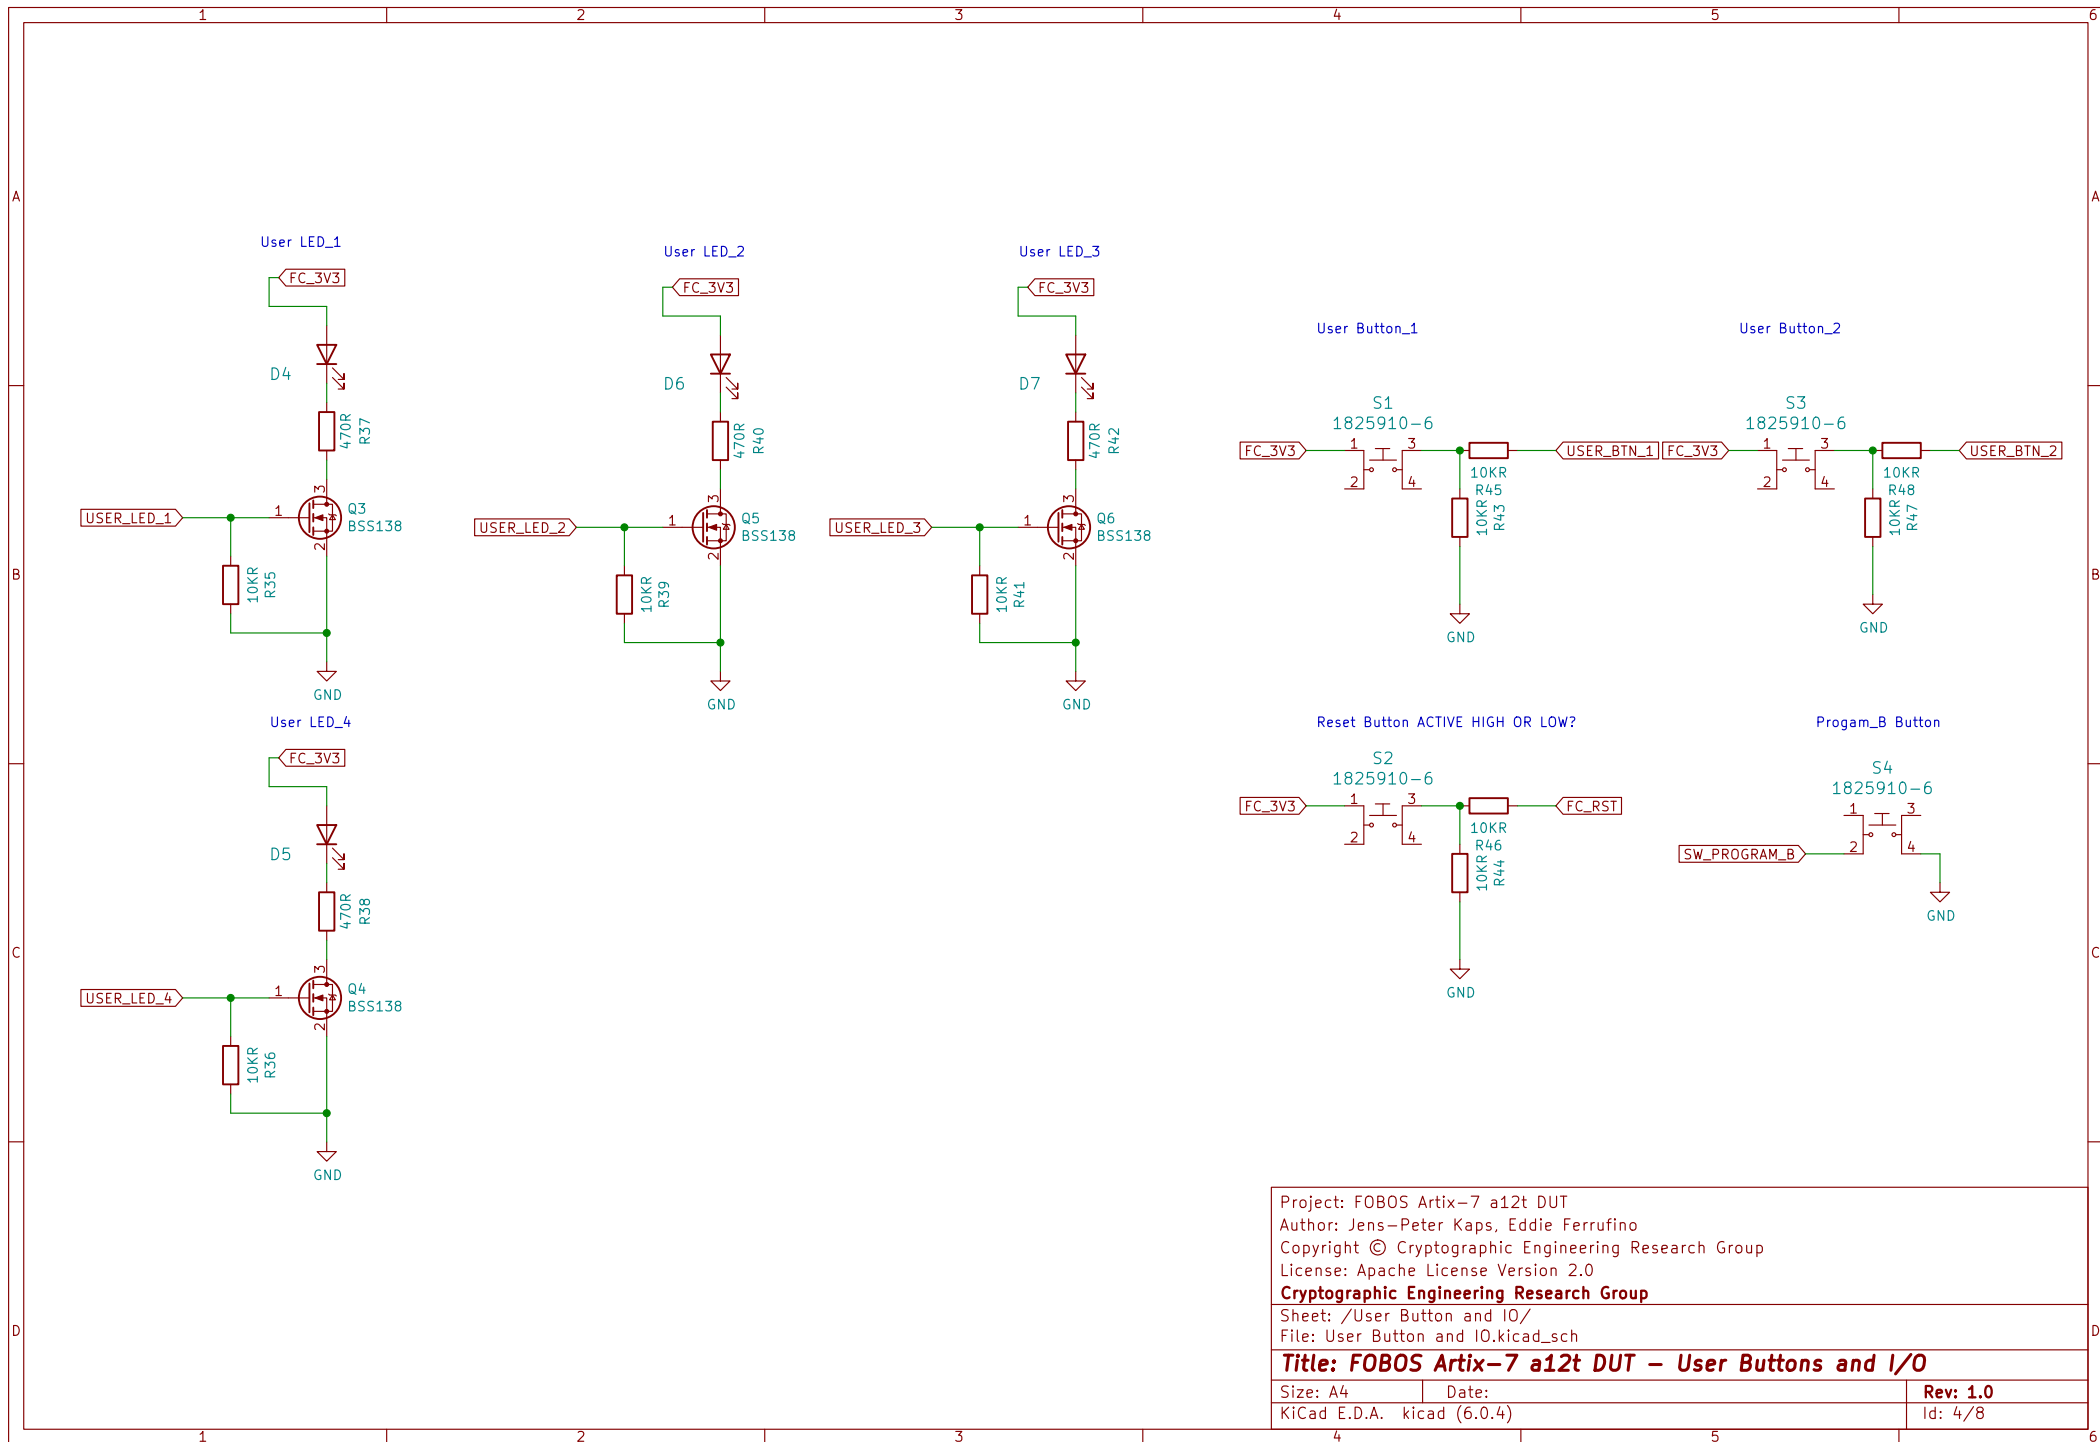 1 2 3 4 5 6
A A
B B
C C
D D
User LED_1
FC_3V3
D4
470R
R37
USER_LED_1
1
3
2
Q3
BSS138
10KR
R35
GND
User LED_2
FC_3V3
D6
470R
R40
USER_LED_2
1
3
2
Q5
BSS138
10KR
R39
GND
User LED_3
FC_3V3
D7
470R
R42
USER_LED_3
1
3
2
Q6
BSS138
10KR
R41
GND
User Button_1
S1
1825910-6
FC_3V3
1 3
2 4
USER_BTN_1
10KR
R45
10KR
R43
GND
User Button_2
S3
1825910-6
FC_3V3
1 3
2 4
USER_BTN_2
10KR
R48
10KR
R47
GND
User LED_4
FC_3V3
D5
470R
R38
USER_LED_4
1
3
2
Q4
BSS138
10KR
R36
GND
Reset Button ACTIVE HIGH OR LOW?
S2
1825910-6
FC_3V3
1 3
2 4
FC_RST
10KR
R46
10KR
R44
GND
Progam_B Button
S4
1825910-6
1 3
2 4
SW_PROGRAM_B
GND
Project: FOBOS Artix-7 a12t DUT
Author: Jens-Peter Kaps, Eddie Ferrufino
Copyright © Cryptographic Engineering Research Group
License: Apache License Version 2.0
Cryptographic Engineering Research Group
Sheet: /User Button and IO/
File: User Button and IO.kicad_sch
Title: FOBOS Artix-7 a12t DUT - User Buttons and I/O
Size: A4 Date: Rev: 1.0
KiCad E.D.A. kicad (6.0.4) Id: 4/8
1 2 3 4 5 6